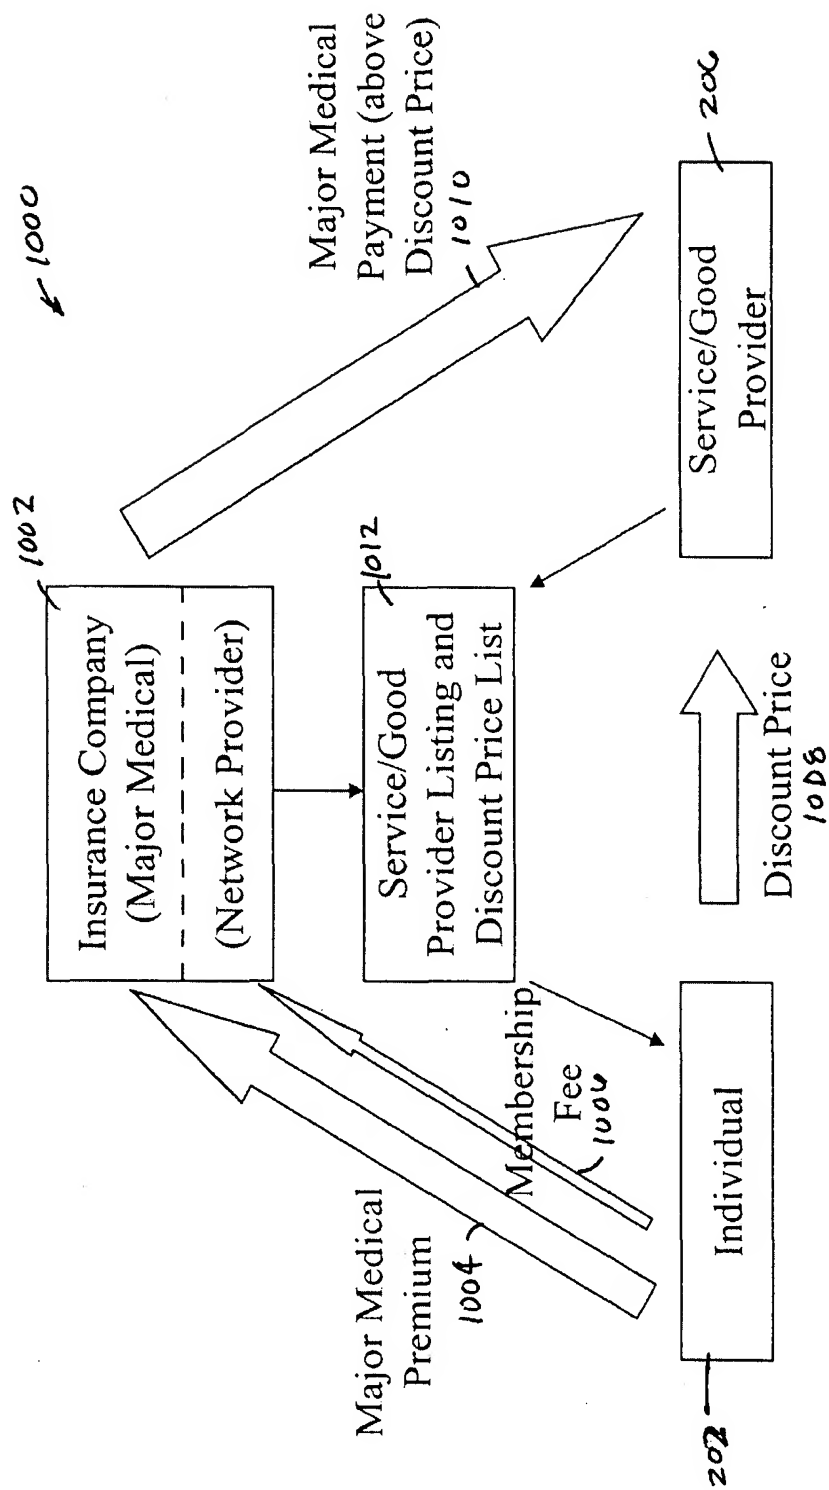 1000
1002
Insurance Company
(Major Medical)
(Network Provider)
Major Medical
Payment (above
Discount Price)
1010
Major Medical
Premium
1004
Membership
Fee
1006
1012
Service/Good
Provider Listing and
Discount Price List
202
Individual
Discount Price
1008
Service/Good
Provider
206